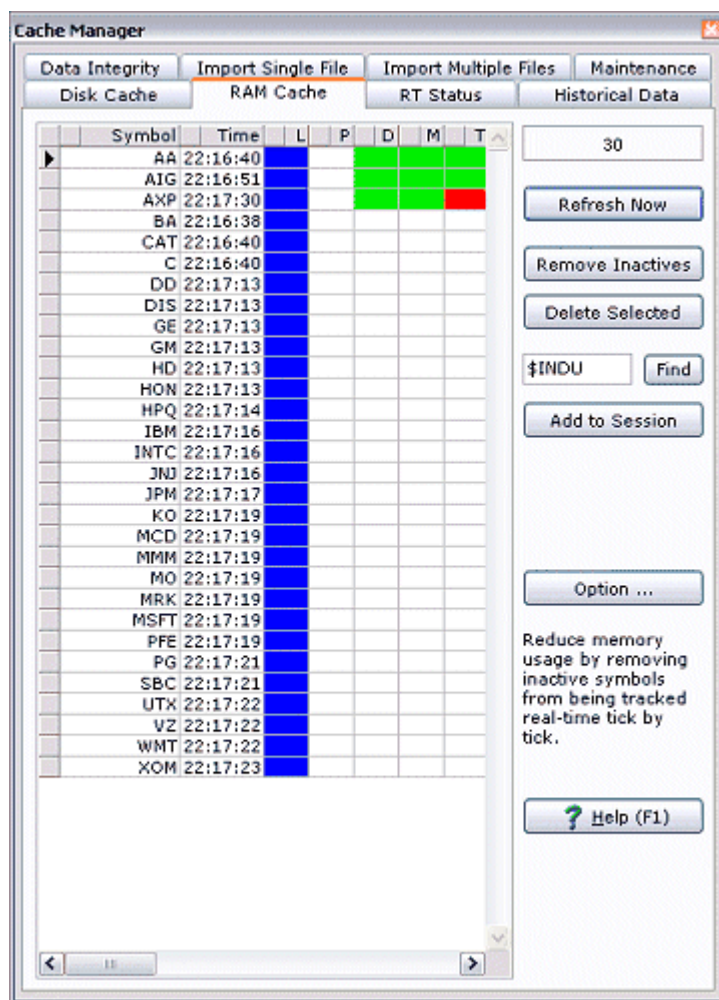 Cache Manager
Data Integrity Import Single File Import Multiple Files Maintenance
Disk Cache RAM Cache RT Status Historical Data
Symbol Time L P D M T
AA 22:16:40
AIG 22:16:51
AXP 22:17:30
BA 22:16:38
CAT 22:16:40
C 22:16:40
DD 22:17:13
DIS 22:17:13
GE 22:17:13
GM 22:17:13
HD 22:17:13
HON 22:17:13
HPQ 22:17:14
IBM 22:17:16
INTC 22:17:16
JNJ 22:17:16
JPM 22:17:17
KO 22:17:19
MCD 22:17:19
MMM 22:17:19
MO 22:17:19
MRK 22:17:19
MSFT 22:17:19
PFE 22:17:19
PG 22:17:21
SBC 22:17:21
UTX 22:17:22
VZ 22:17:22
WMT 22:17:22
XOM 22:17:23
30
Refresh Now
Remove Inactives
Delete Selected
$INDU Find
Add to Session
Option ...
Reduce memory
usage by removing
inactive symbols
from being tracked
real-time tick by
tick.
? Help (F1)